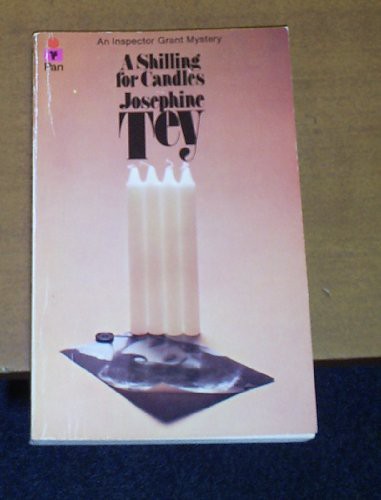 An Inspector Grant Mystery
Pan
A Shilling
for Candles
Josephine
Tey